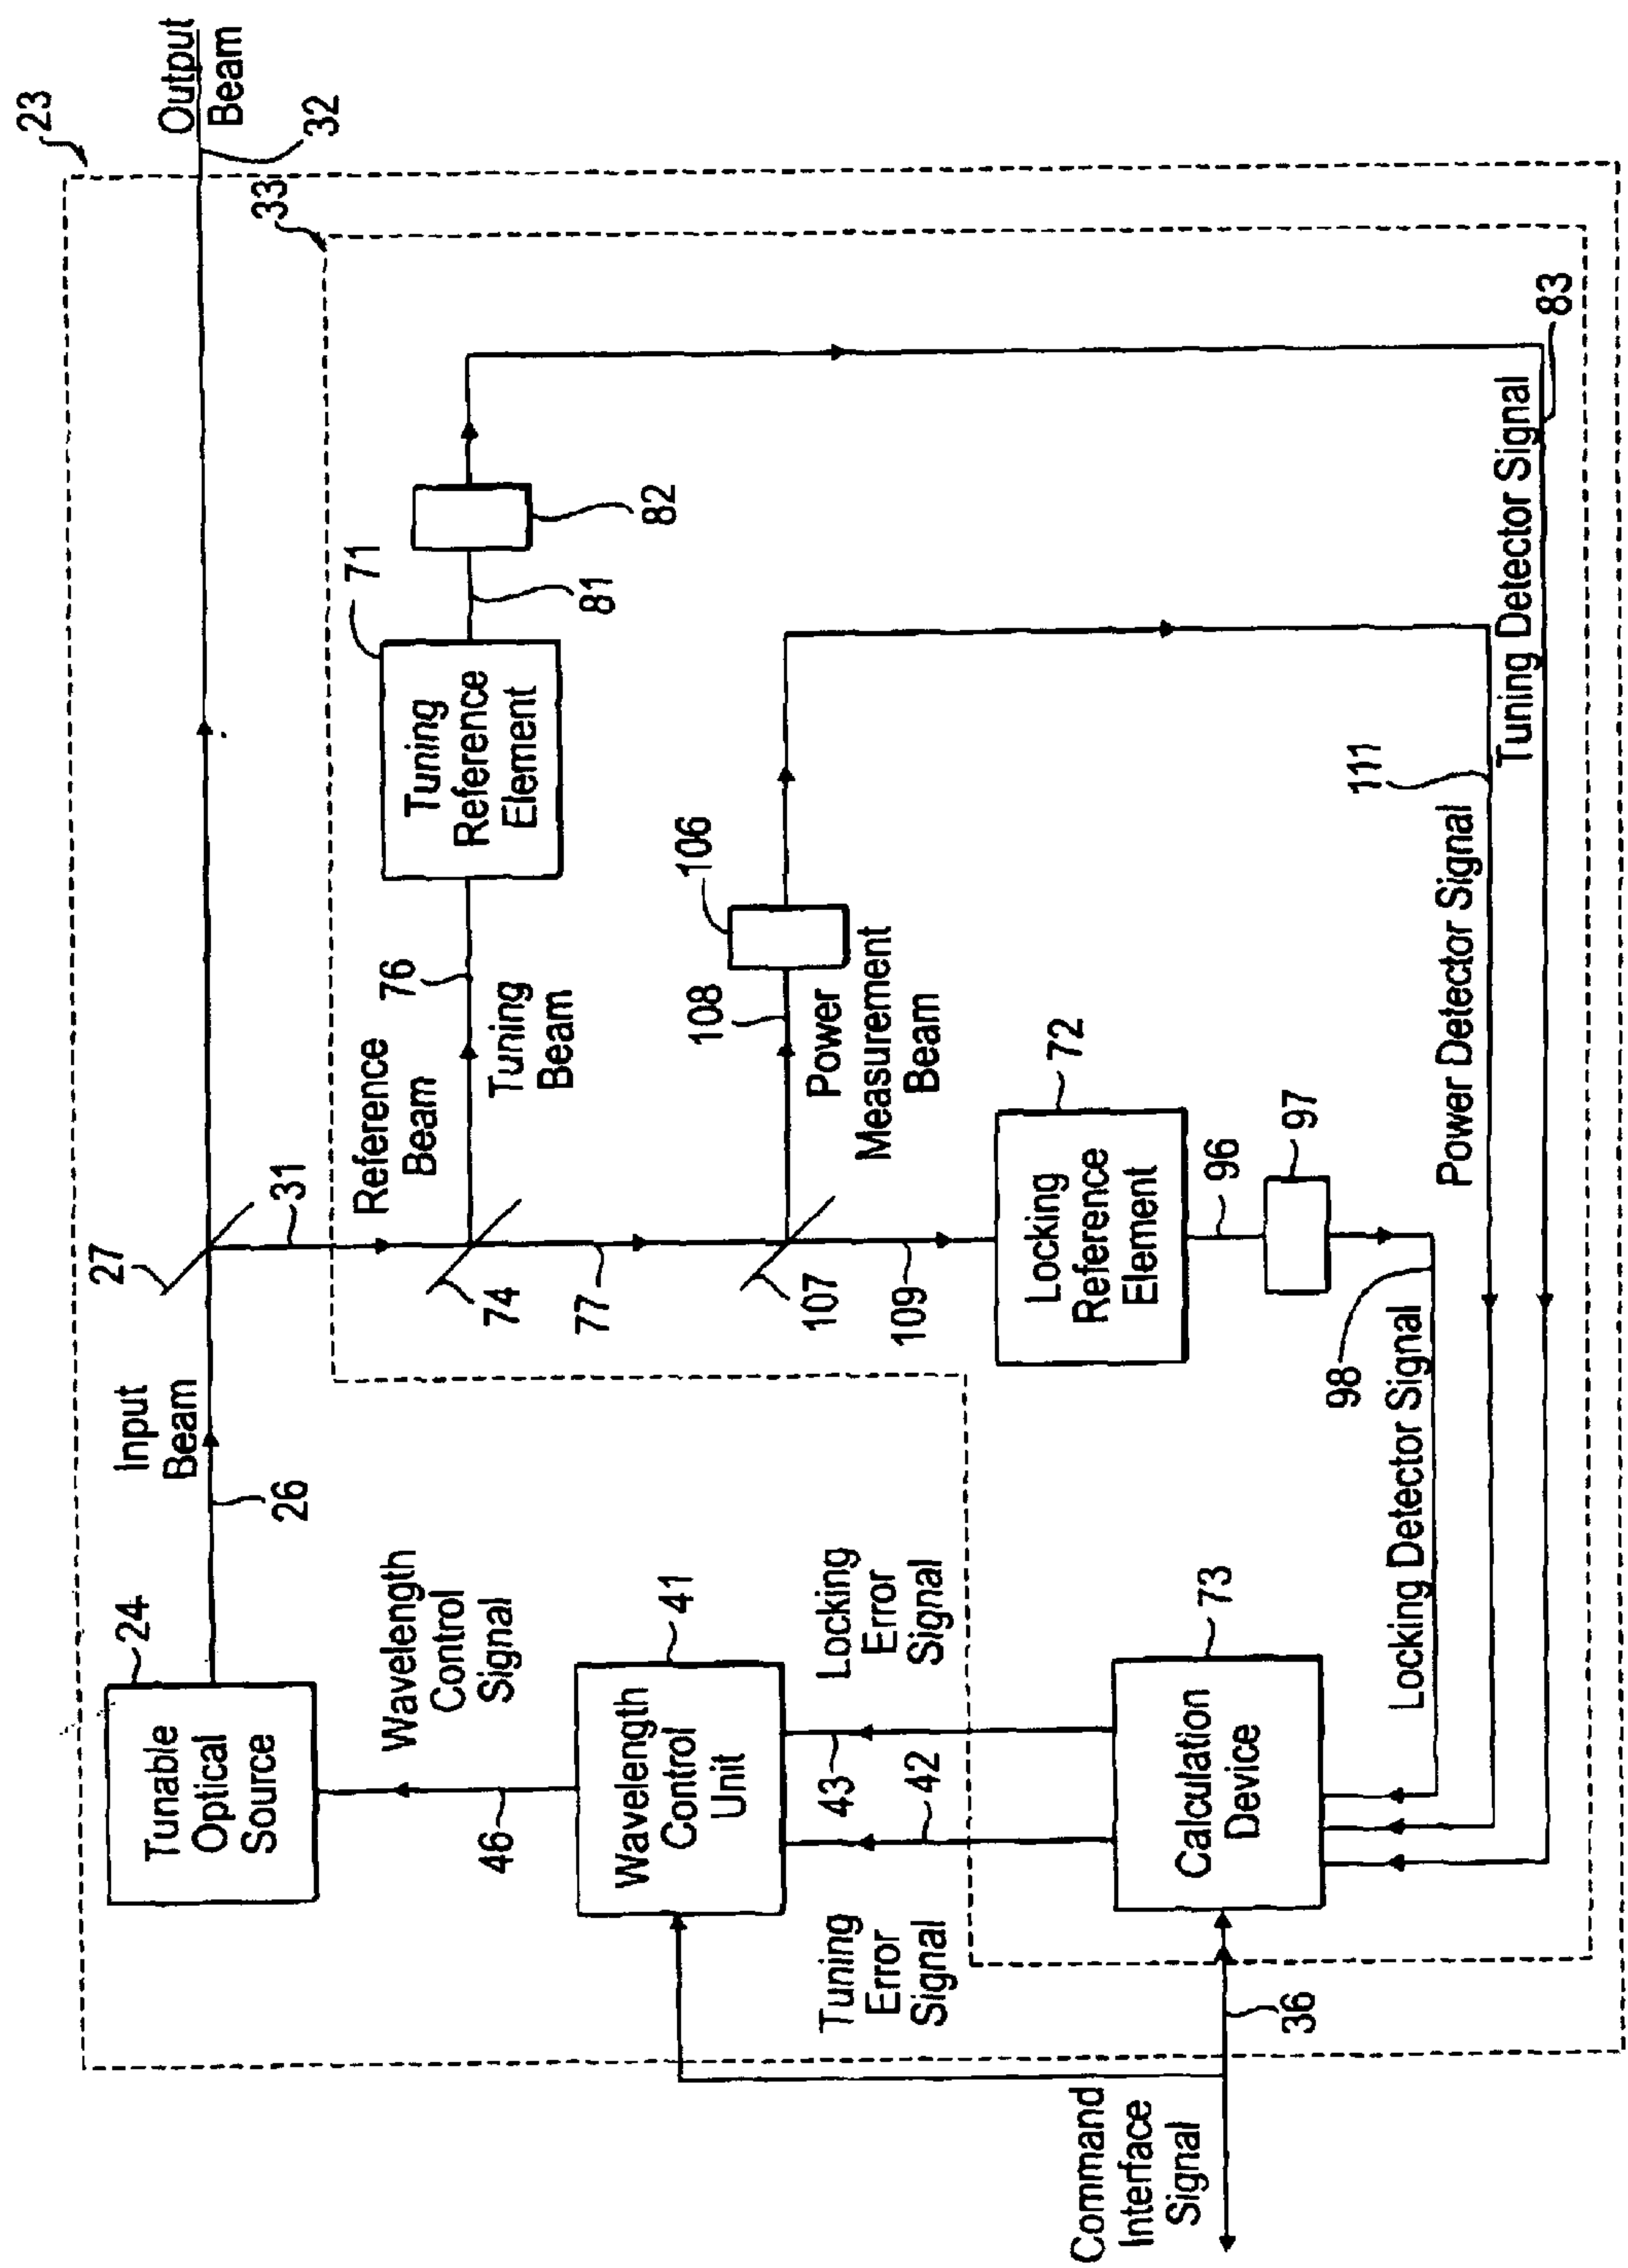 23
Output
Beam
32
33
27
31
Input
Beam
26
24
Tunable
Optical
Source
Reference
Beam
76
Tuning
Beam
71
Tuning
Reference
Element
81
82
74
77
106
108
Power
Measurement
Beam
107
109
72
Locking
Reference
Element
96
97
98
Locking Detector Signal
111
Power Detector Signal
Tuning Detector Signal
83
Wavelength
Control
Signal
46
41
Wavelength
Control
Unit
Locking
Error
Signal
43
42
Tuning
Error
Signal
73
Calculation
Device
36
Command
Interface
Signal